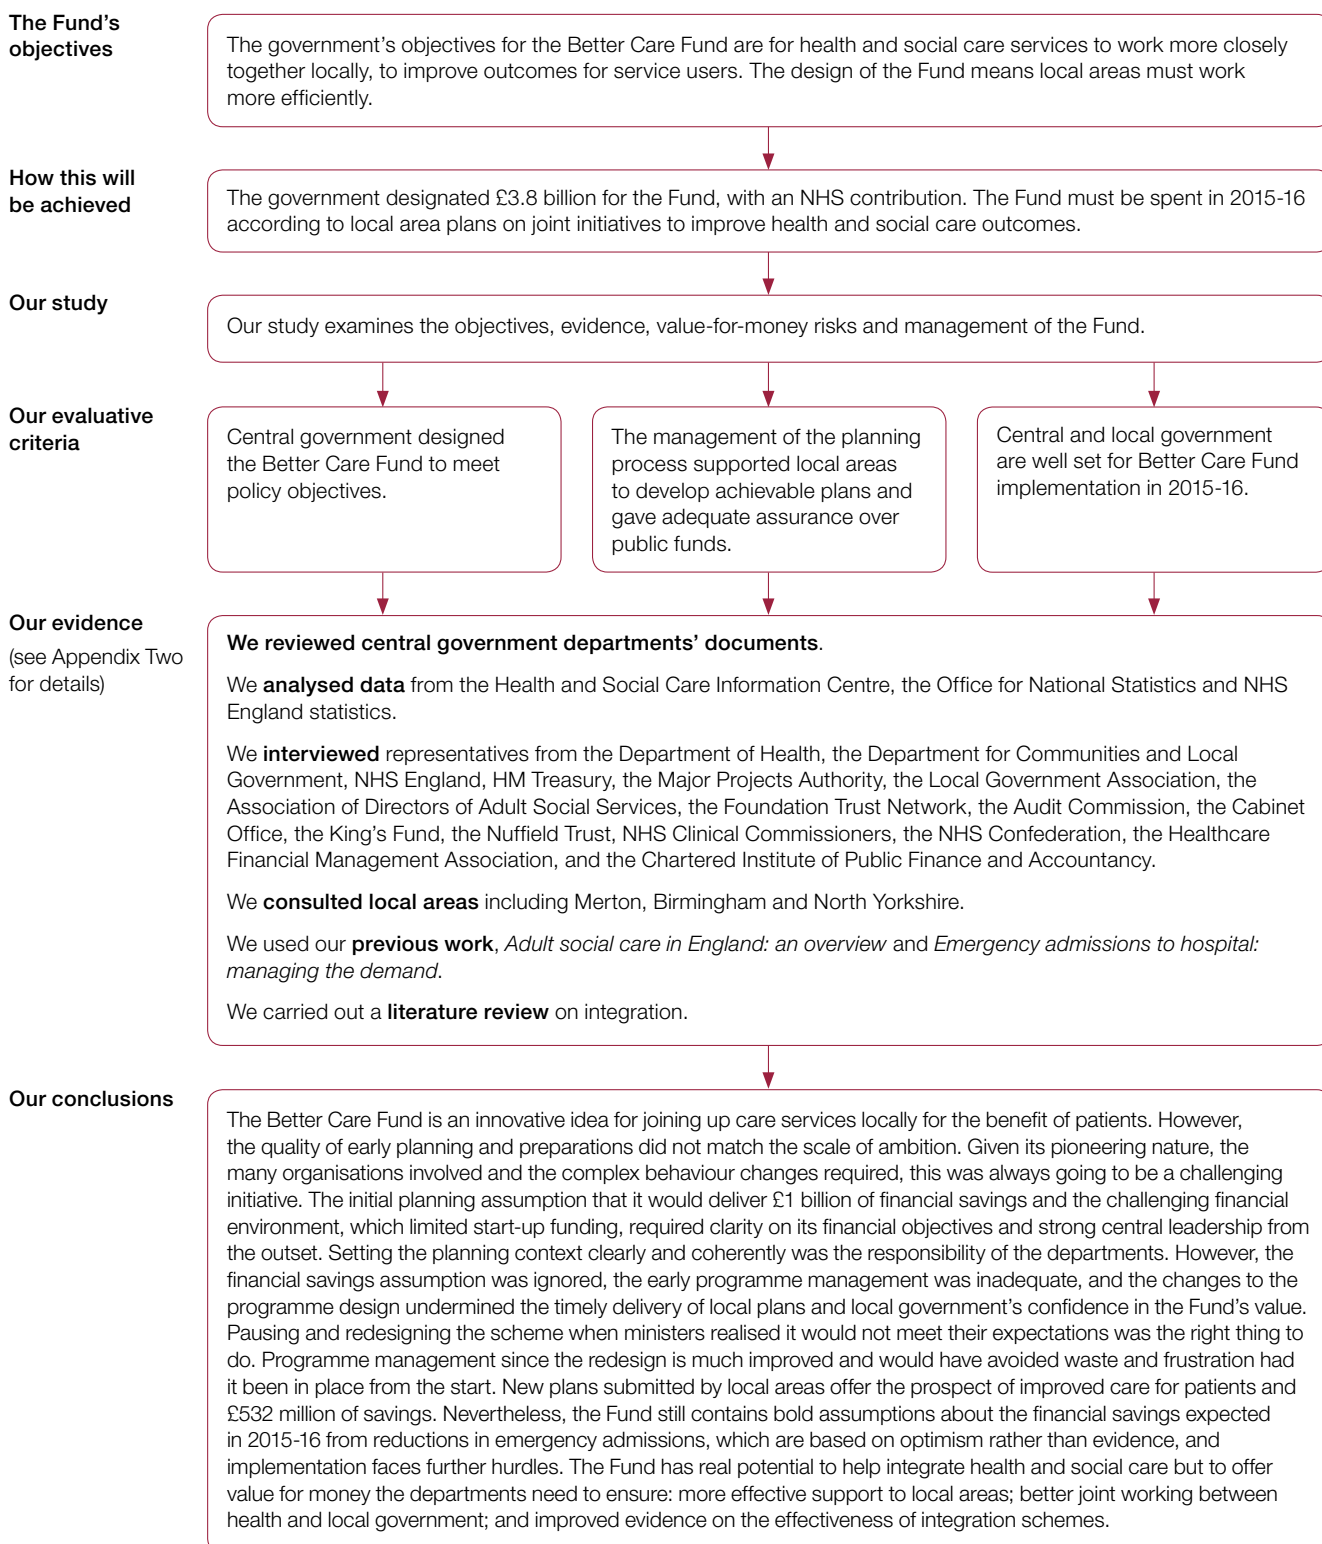 The Fund's
objectives
The government's objectives for the Better Care Fund are for health and social care services to work more closely
together locally, to improve outcomes for service users. The design of the Fund means local areas must work
more efficiently.
How this will
be achieved
The government designated £3.8 billion for the Fund, with an NHS contribution. The Fund must be spent in 2015-16
according to local area plans on joint initiatives to improve health and social care outcomes.
Our study
Our study examines the objectives, evidence, value-for-money risks and management of the Fund.
Our evaluative
criteria
Central government designed
the Better Care Fund to meet
policy objectives.
The management of the planning
process supported local areas
to develop achievable plans and
gave adequate assurance over
public funds.
Central and local government
are well set for Better Care Fund
implementation in 2015-16.
Our evidence
(see Appendix Two
for details)
We reviewed central government departments' documents.
We analysed data from the Health and Social Care Information Centre, the Office for National Statistics and NHS
England statistics.
We interviewed representatives from the Department of Health, the Department for Communities and Local
Government, NHS England, HM Treasury, the Major Projects Authority, the Local Government Association, the
Association of Directors of Adult Social Services, the Foundation Trust Network, the Audit Commission, the Cabinet
Office, the King's Fund, the Nuffield Trust, NHS Clinical Commissioners, the NHS Confederation, the Healthcare
Financial Management Association, and the Chartered Institute of Public Finance and Accountancy.
We consulted local areas including Merton, Birmingham and North Yorkshire.
We used our previous work, Adult social care in England: an overview and Emergency admissions to hospital:
managing the demand.
We carried out a literature review on integration.
Our conclusions
The Better Care Fund is an innovative idea for joining up care services locally for the benefit of patients. However,
the quality of early planning and preparations did not match the scale of ambition. Given its pioneering nature, the
many organisations involved and the complex behaviour changes required, this was always going to be a challenging
initiative. The initial planning assumption that it would deliver £1 billion of financial savings and the challenging financial
environment, which limited start-up funding, required clarity on its financial objectives and strong central leadership from
the outset. Setting the planning context clearly and coherently was the responsibility of the departments. However, the
financial savings assumption was ignored, the early programme management was inadequate, and the changes to the
programme design undermined the timely delivery of local plans and local government's confidence in the Fund's value.
Pausing and redesigning the scheme when ministers realised it would not meet their expectations was the right thing to
do. Programme management since the redesign is much improved and would have avoided waste and frustration had
it been in place from the start. New plans submitted by local areas offer the prospect of improved care for patients and
£532 million of savings. Nevertheless, the Fund still contains bold assumptions about the financial savings expected
in 2015-16 from reductions in emergency admissions, which are based on optimism rather than evidence, and
implementation faces further hurdles. The Fund has real potential to help integrate health and social care but to offer
value for money the departments need to ensure: more effective support to local areas; better joint working between
health and local government; and improved evidence on the effectiveness of integration schemes.